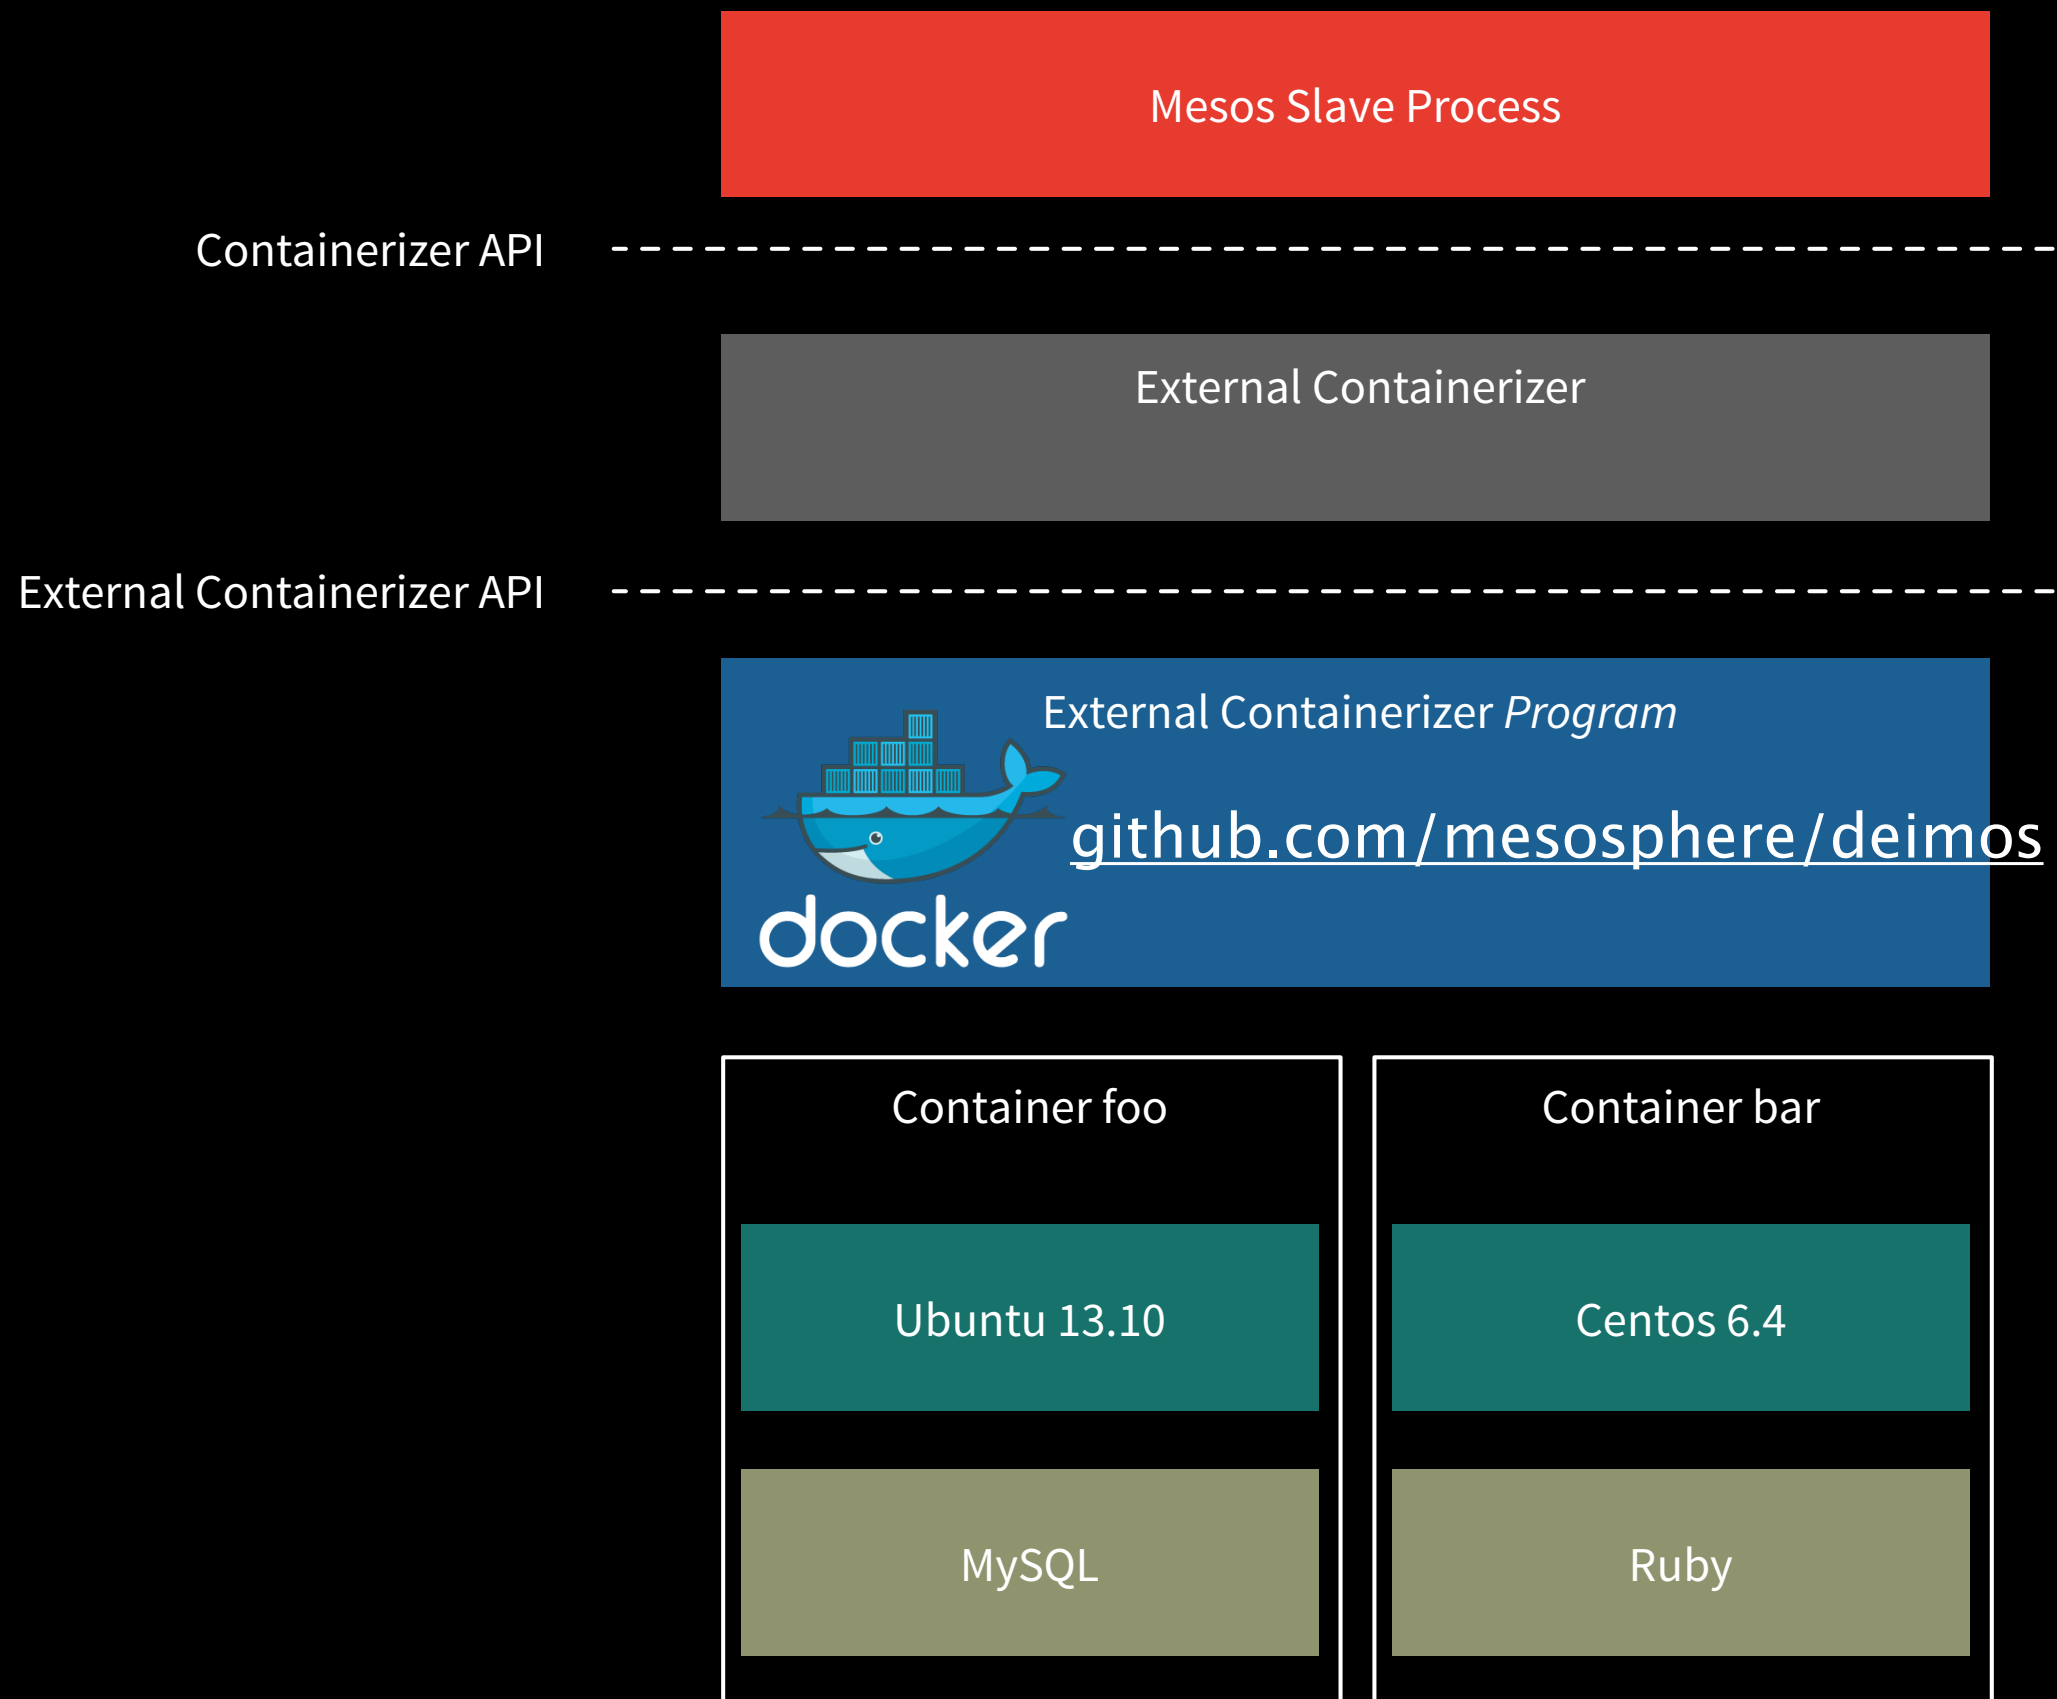 Mesos Slave Process
Containerizer API
External Containerizer
External Containerizer API
External Containerizer Program
github.com/mesosphere/deimos
docker
Container foo
Container bar
Ubuntu 13.10
Centos 6.4
MySQL
Ruby